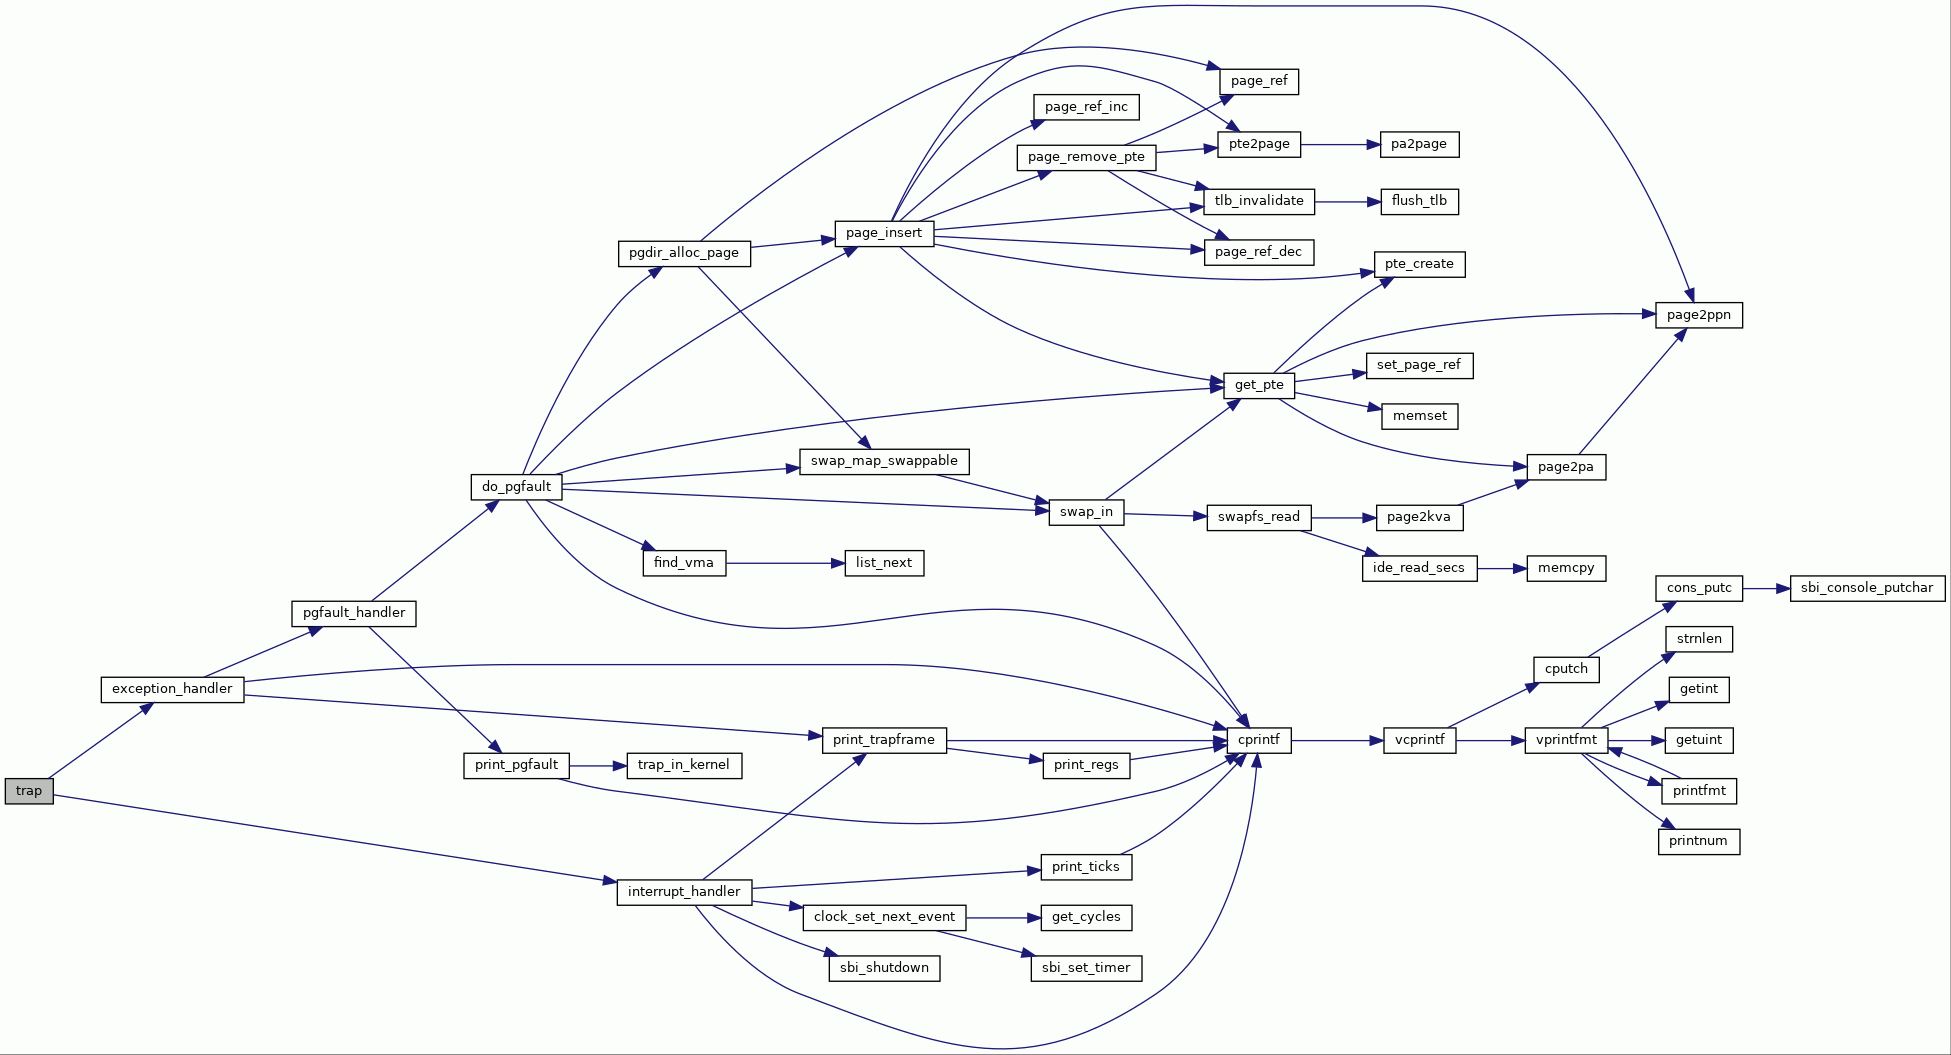 page_ref
page_ref_inc
pte2page
pa2page
page_remove_pte
tlb_invalidate
flush_tlb
page_insert
pgdir_alloc_page
page_ref_dec
pte_create
page2ppn
set_page_ref
get_pte
memset
swap_map_swappable
page2pa
do_pgfault
swap_in
swapfs_read
page2kva
find_vma
list_next
ide_read_secs
memcpy
cons_putc
sbi_console_putchar
pgfault_handler
strnlen
cputch
exception_handler
getint
print_trapframe
cprintf
vcprintf
vprintfmt
getuint
print_pgfault
trap_in_kernel
print_regs
trap
printfmt
printnum
print_ticks
interrupt_handler
clock_set_next_event
get_cycles
sbi_shutdown
sbi_set_timer